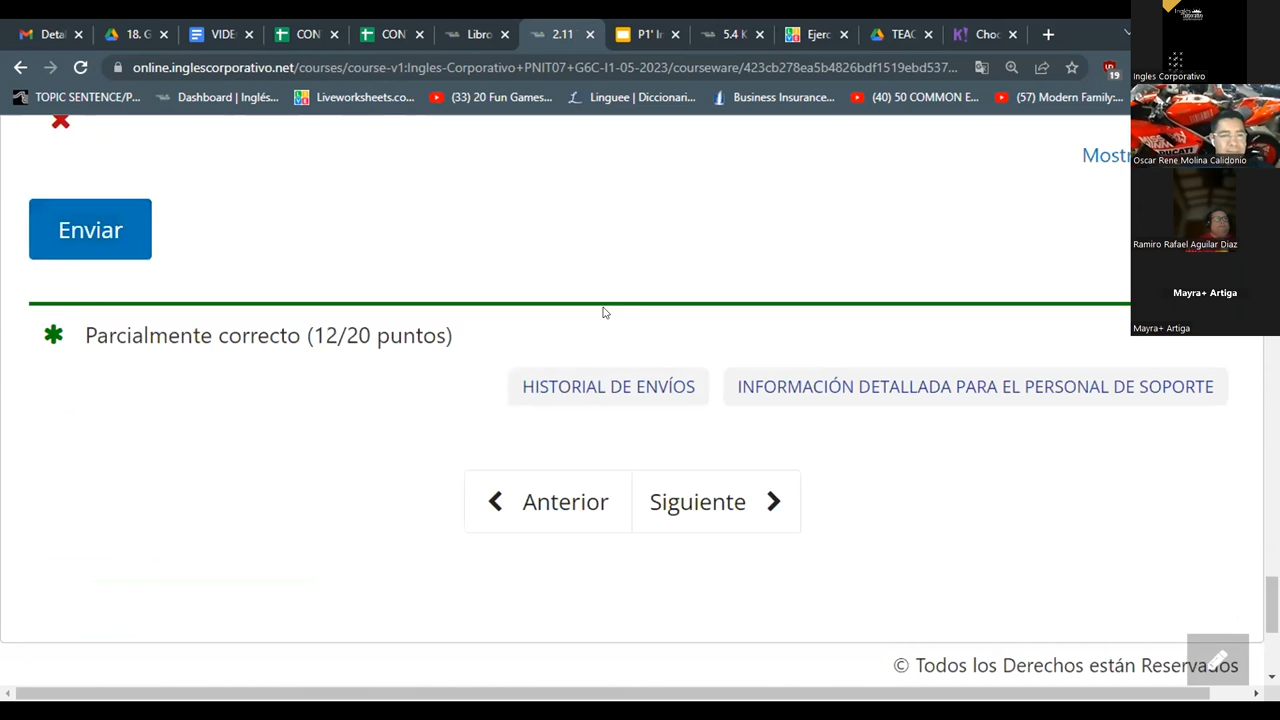 Detal
18. G
VIDE
CON
CON
Libro
2.11
P1' In
5.4 K
Ejerc
TEAC
Choc
online.inglescorporativo.net/courses/course-v1:Ingles-Corporativo+PNIT07+G6C-I1-05-2023/courseware/423cb278ea5b4826bdf1519ebd537...
19
TOPIC SENTENCE/P...
Dashboard | Inglés...
Liveworksheets.co...
(33) 20 Fun Games...
Linguee | Diccionari...
Business Insurance...
(40) 50 COMMON E...
(57) Modern Family:...
Inglés Corporativo
Ingles Corporativo
Oscar Rene Molina Calidonio
Ramiro Rafael Aguilar Diaz
Mayra+ Artiga
Mayra+ Artiga
Mostr
Enviar
Parcialmente correcto (12/20 puntos)
HISTORIAL DE ENVÍOS
INFORMACIÓN DETALLADA PARA EL PERSONAL DE SOPORTE
Anterior
Siguiente
© Todos los Derechos están Reservados